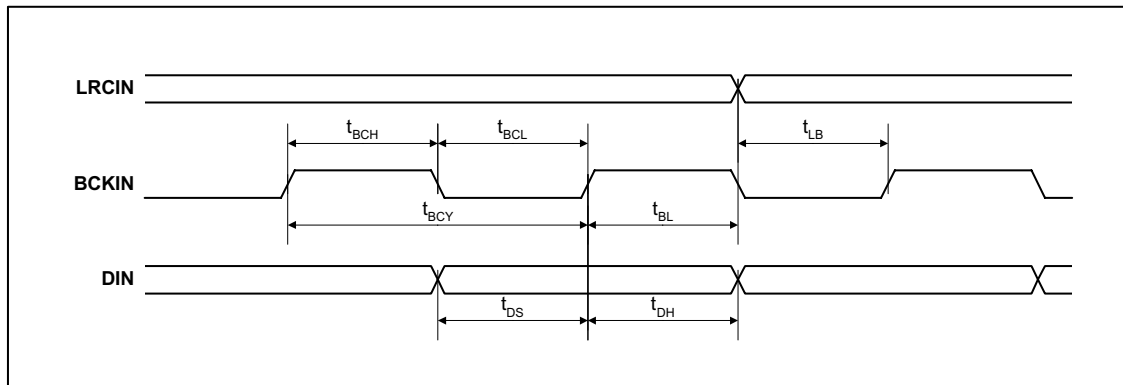 LRCIN
t_BCH t_BCL t_LB
BCKIN
t_BCY t_BL
DIN
t_DS t_DH